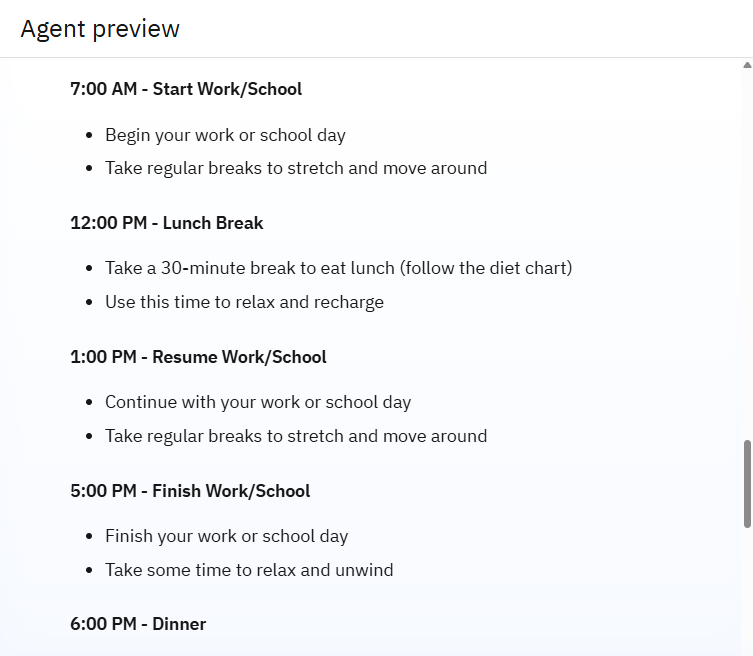 Agent preview
7:00 AM - Start Work/School
• Begin your work or school day
• Take regular breaks to stretch and move around
12:00 PM - Lunch Break
• Take a 30-minute break to eat lunch (follow the diet chart)
• Use this time to relax and recharge
1:00 PM - Resume Work/School
• Continue with your work or school day
• Take regular breaks to stretch and move around
5:00 PM - Finish Work/School
• Finish your work or school day
• Take some time to relax and unwind
6:00 PM - Dinner